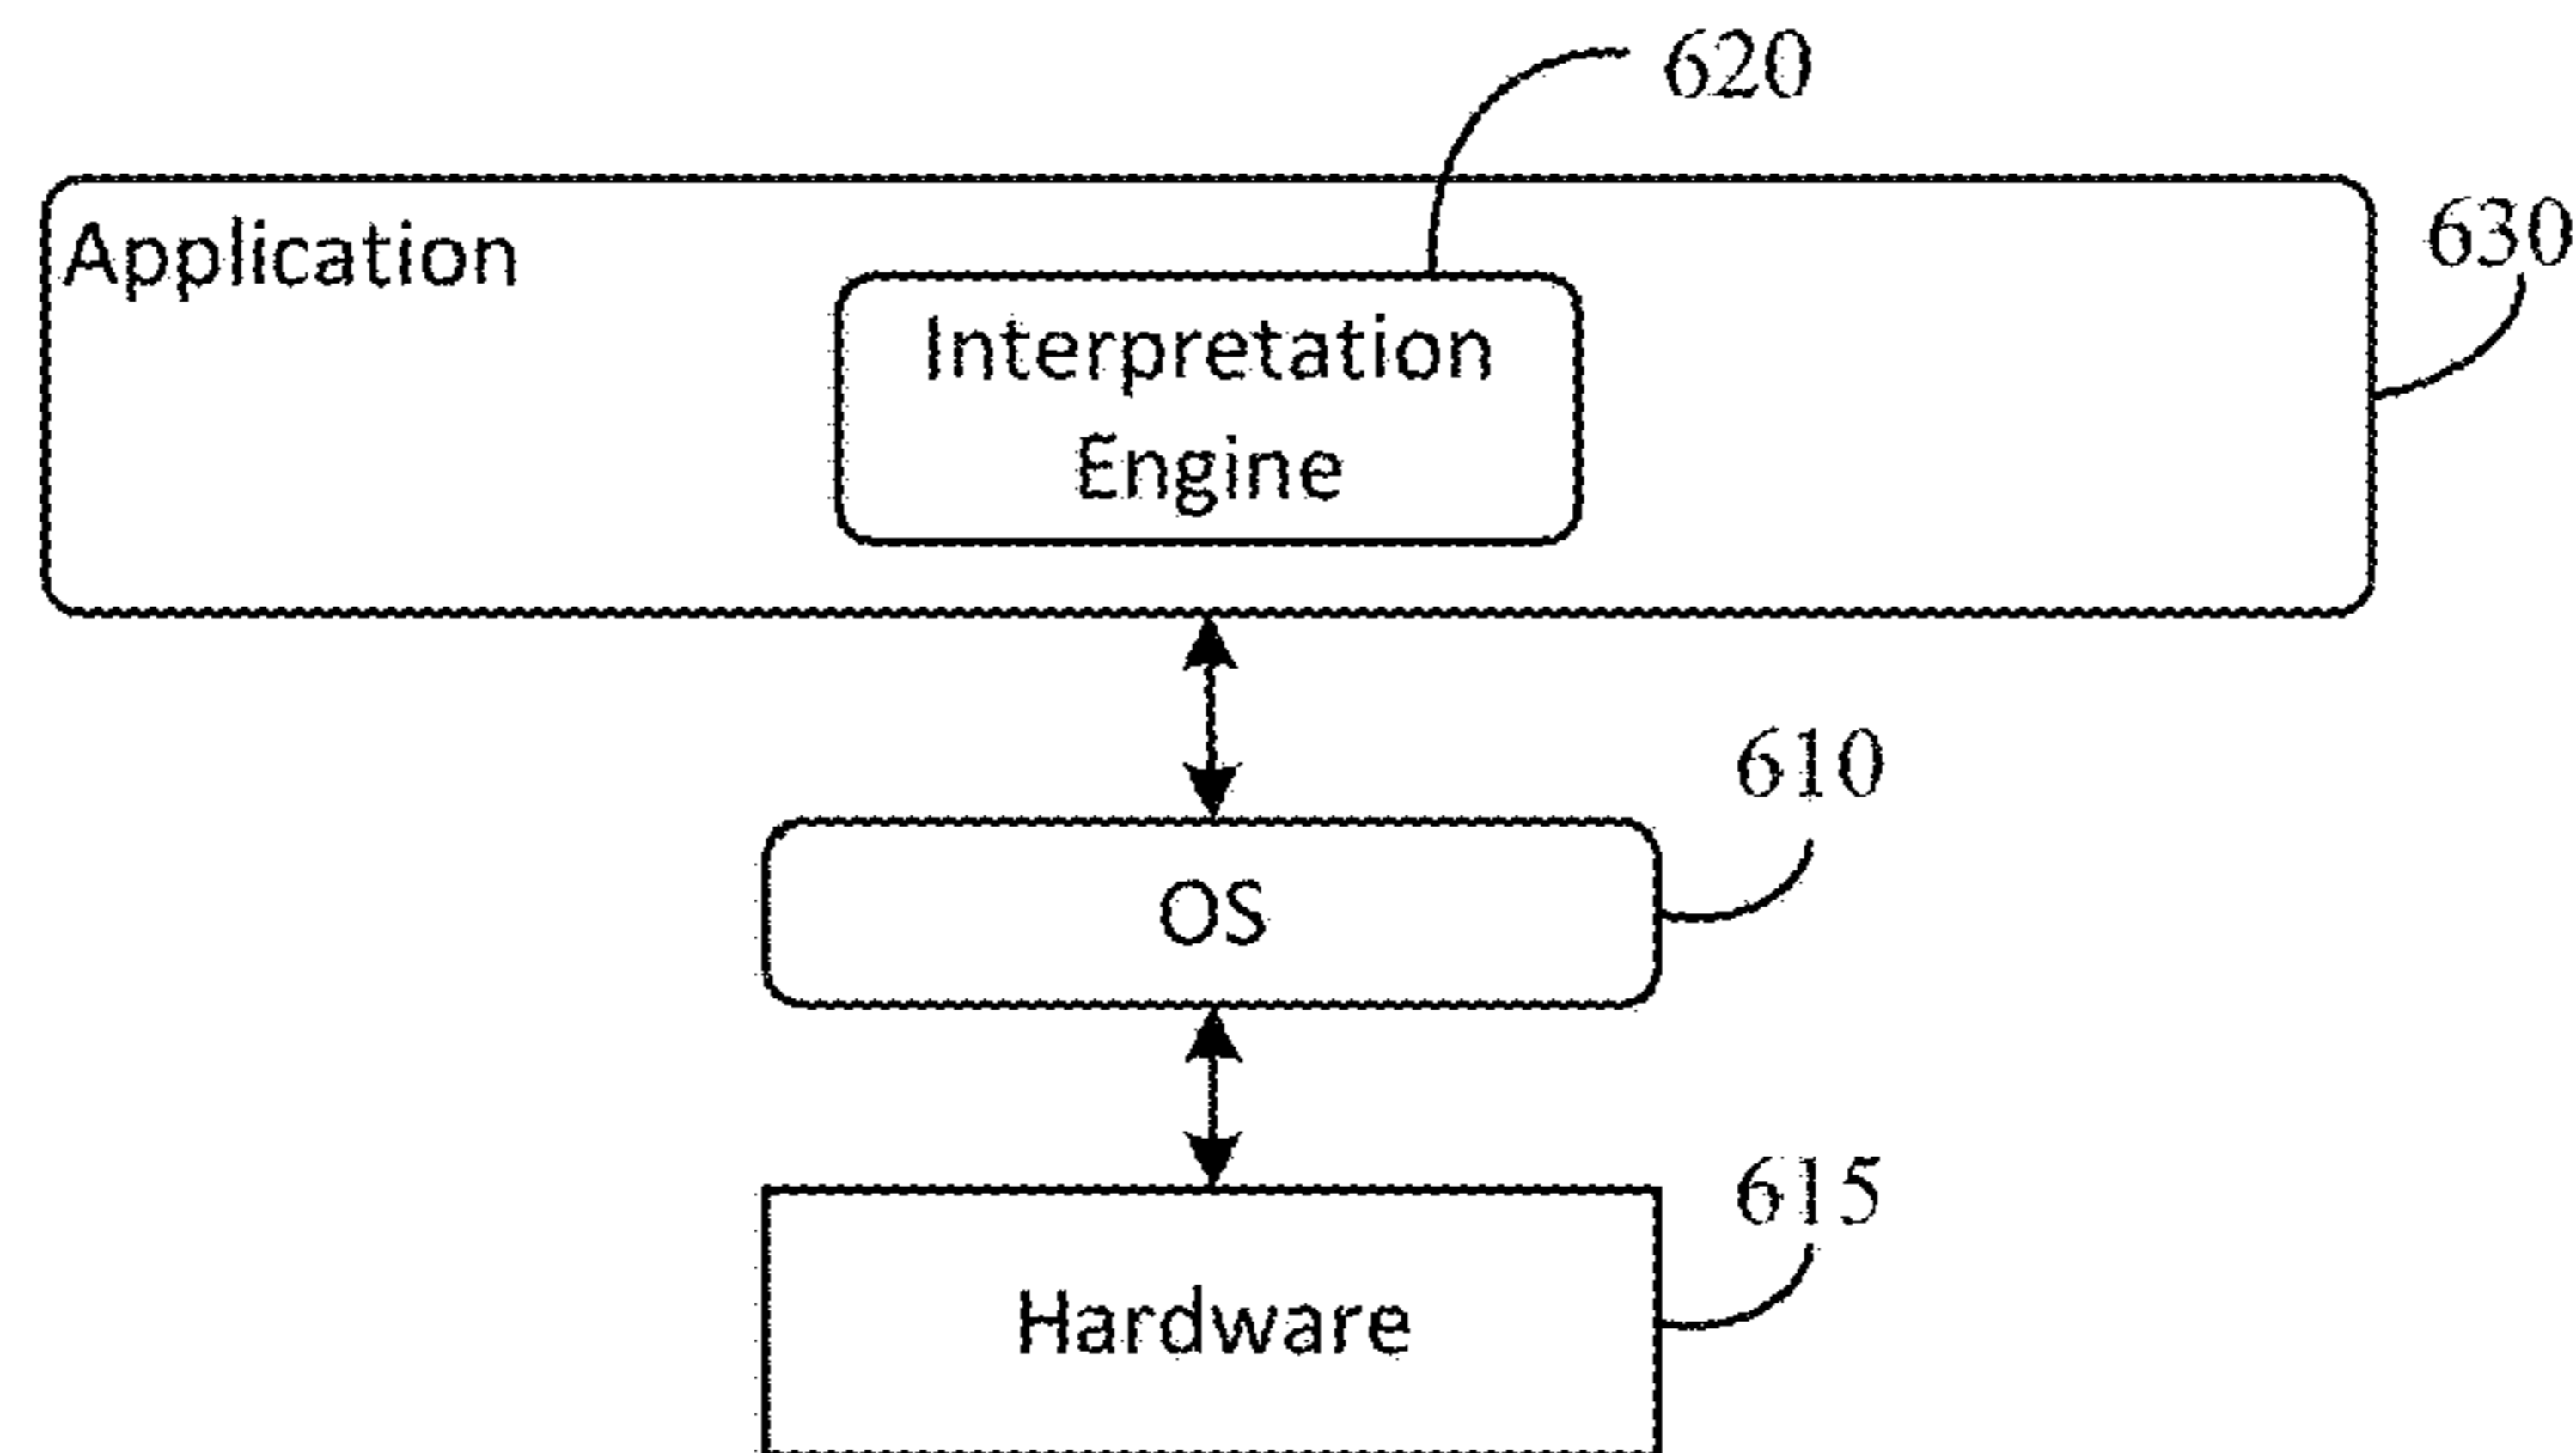 620
Application
630
Interpretation
Engine
610
OS
615
Hardware